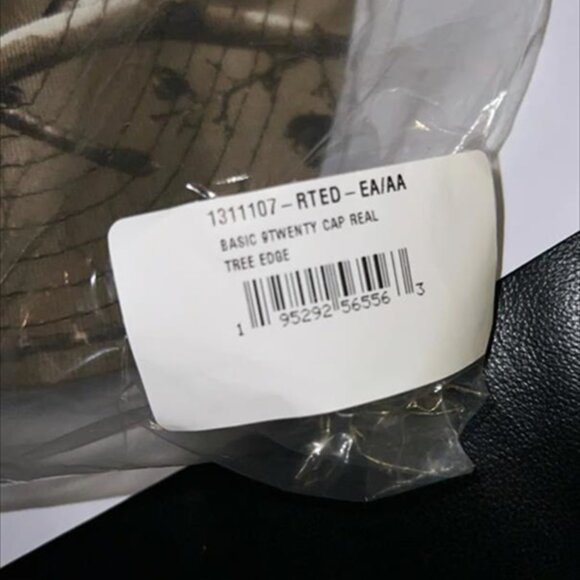 1311107-RTED-EA/AA
BASIC 9TWENTY CAP REAL
TREE EDGE
1 95292 56556 3